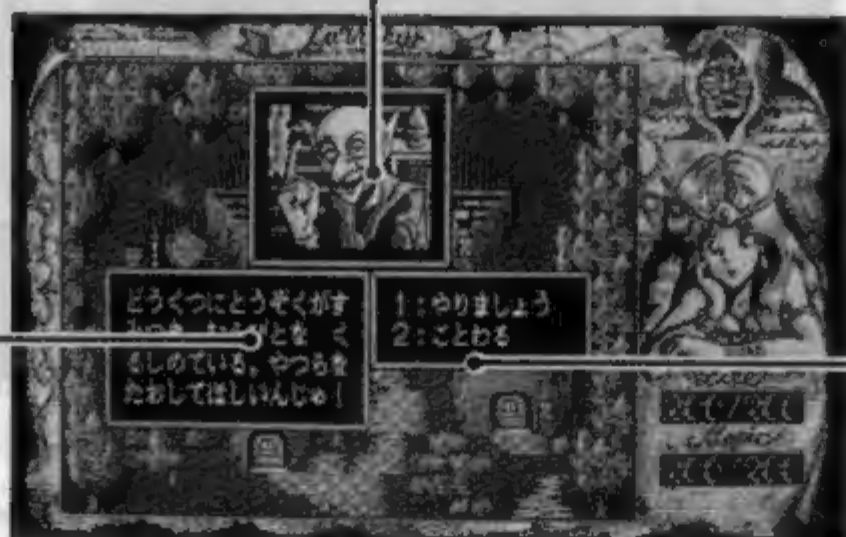 どうくつにとうぞくがす
みつき、むらびとを く
るしめている。やつらを
たおしてほしいんじゃ！
1:やりましょう
2:ことわる